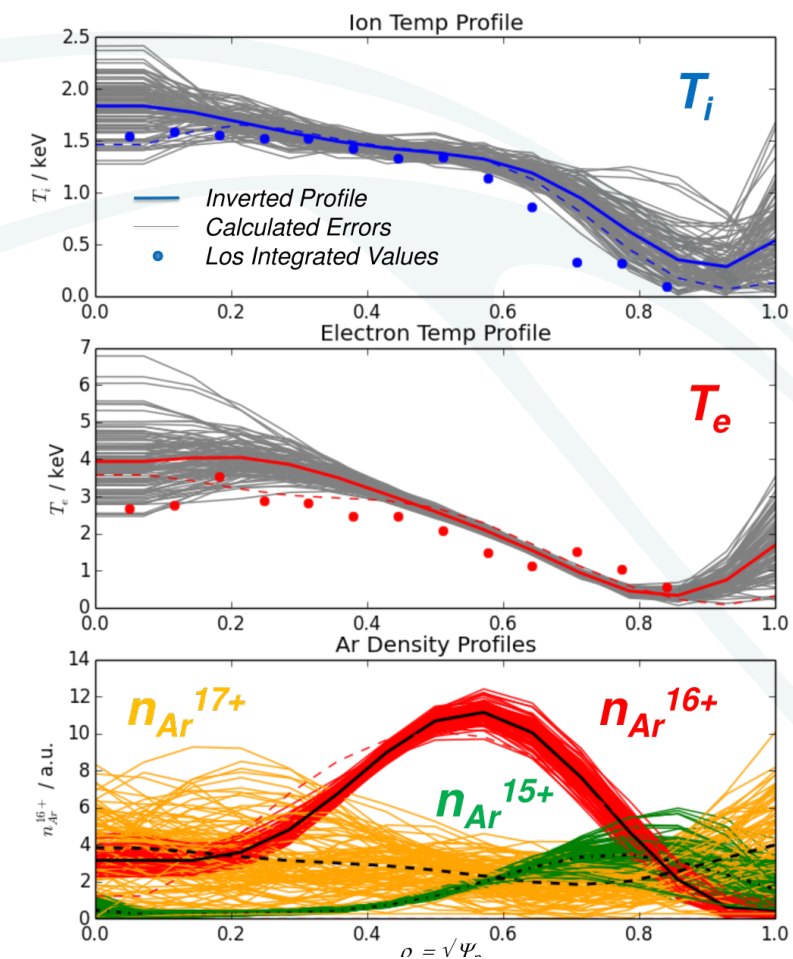 Ion Temp Profile
2.5
2.0
1.5
1.0
0.5
0.0
T_i / keV
T_i
Inverted Profile
Calculated Errors
Los Integrated Values
0.0 0.2 0.4 0.6 0.8 1.0
Electron Temp Profile
7
6
5
4
3
2
1
0
T_e / keV
T_e
0.0 0.2 0.4 0.6 0.8 1.0
Ar Density Profiles
14
12
10
8
6
4
2
0
n_Ar^16+ / a.u.
n_Ar^17+
n_Ar^16+
n_Ar^15+
0.0 0.2 0.4 0.6 0.8 1.0
ρ = √Ψ